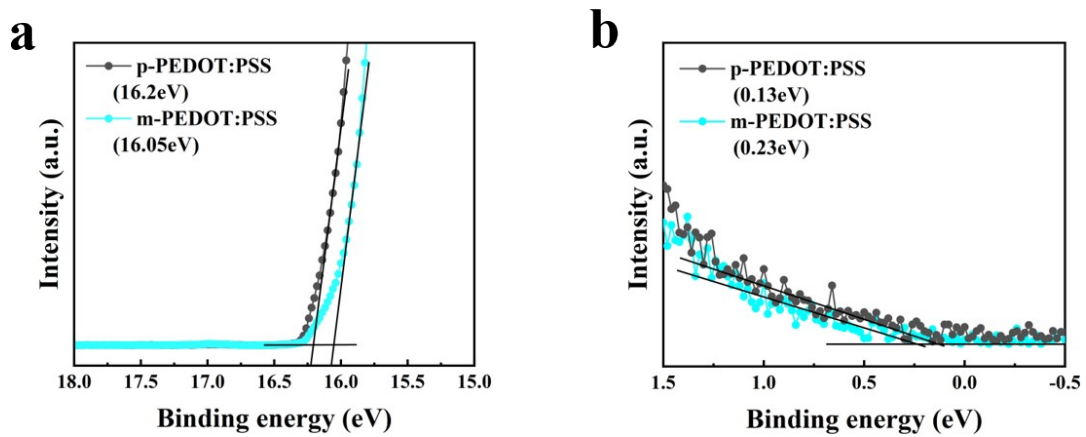 a
p-PEDOT:PSS
(16.2eV)
m-PEDOT:PSS
(16.05eV)
Intensity (a.u.)
18.0 17.5 17.0 16.5 16.0 15.5 15.0
Binding energy (eV)
b
p-PEDOT:PSS
(0.13eV)
m-PEDOT:PSS
(0.23eV)
Intensity (a.u.)
1.5 1.0 0.5 0.0 -0.5
Binding energy (eV)